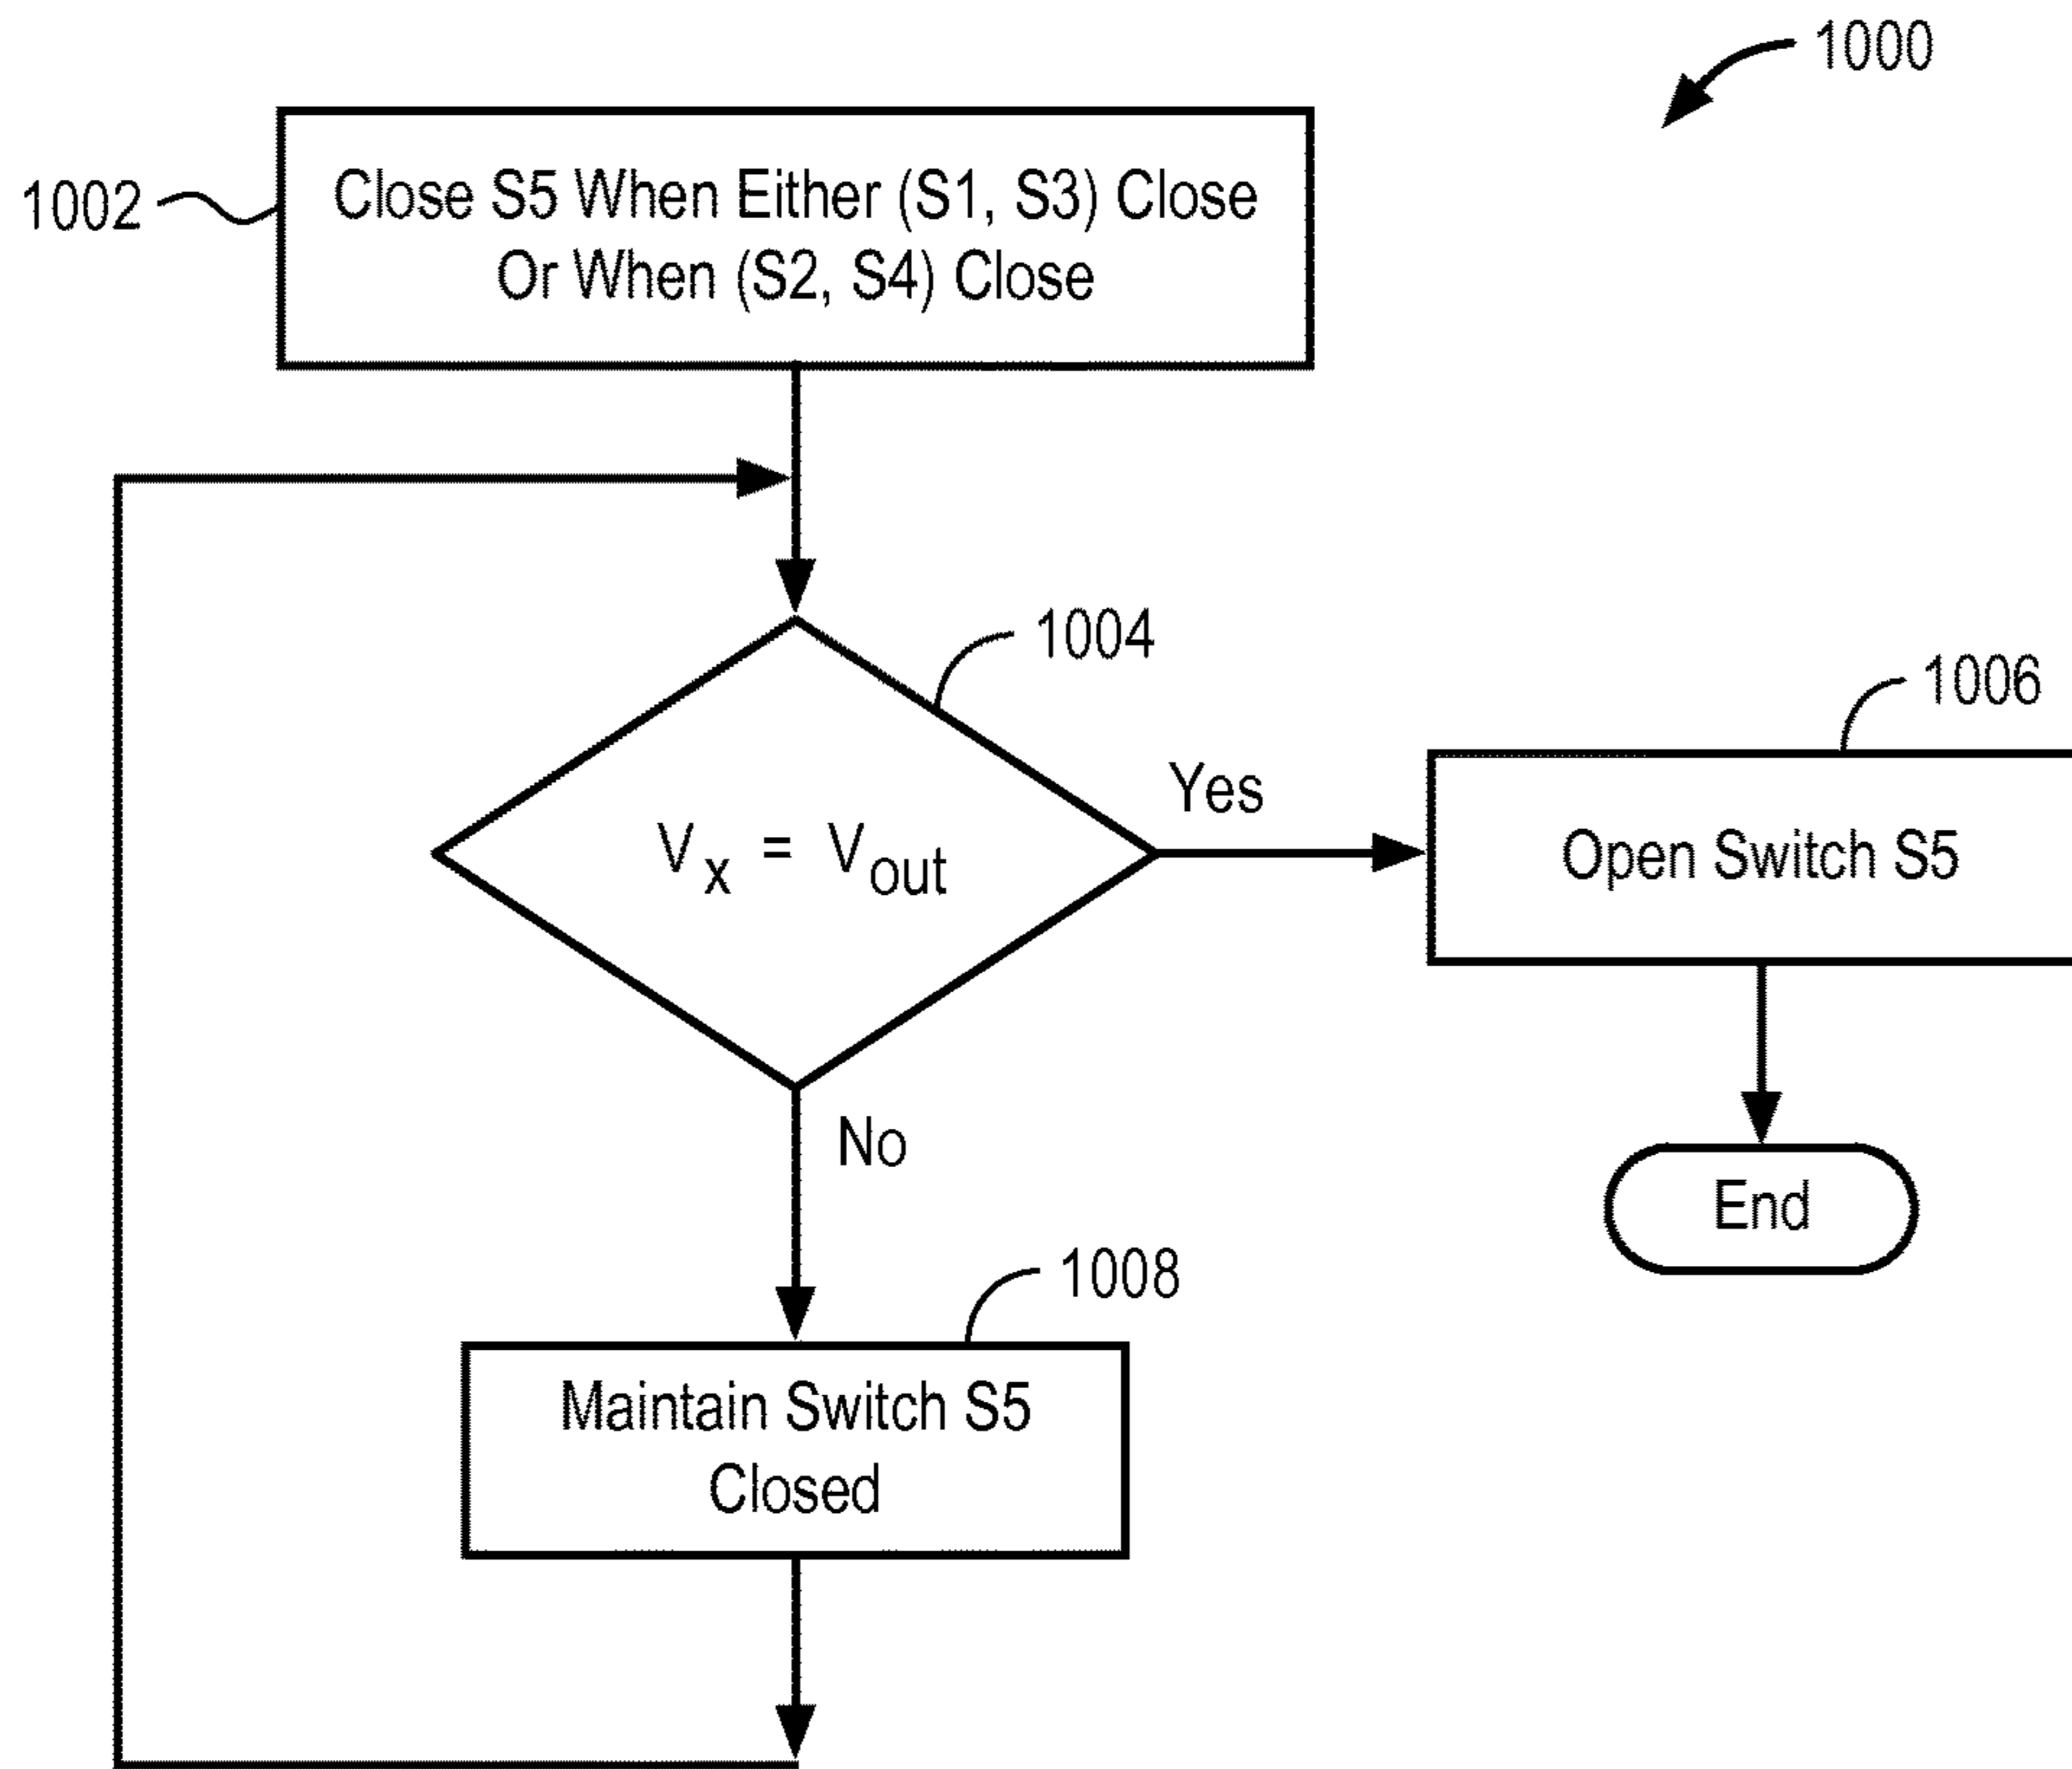 1000
1002
Close S5 When Either (S1, S3) Close
Or When (S2, S4) Close
1004
1006
Yes
Vx = Vout
Open Switch S5
No
End
1008
Maintain Switch S5
Closed